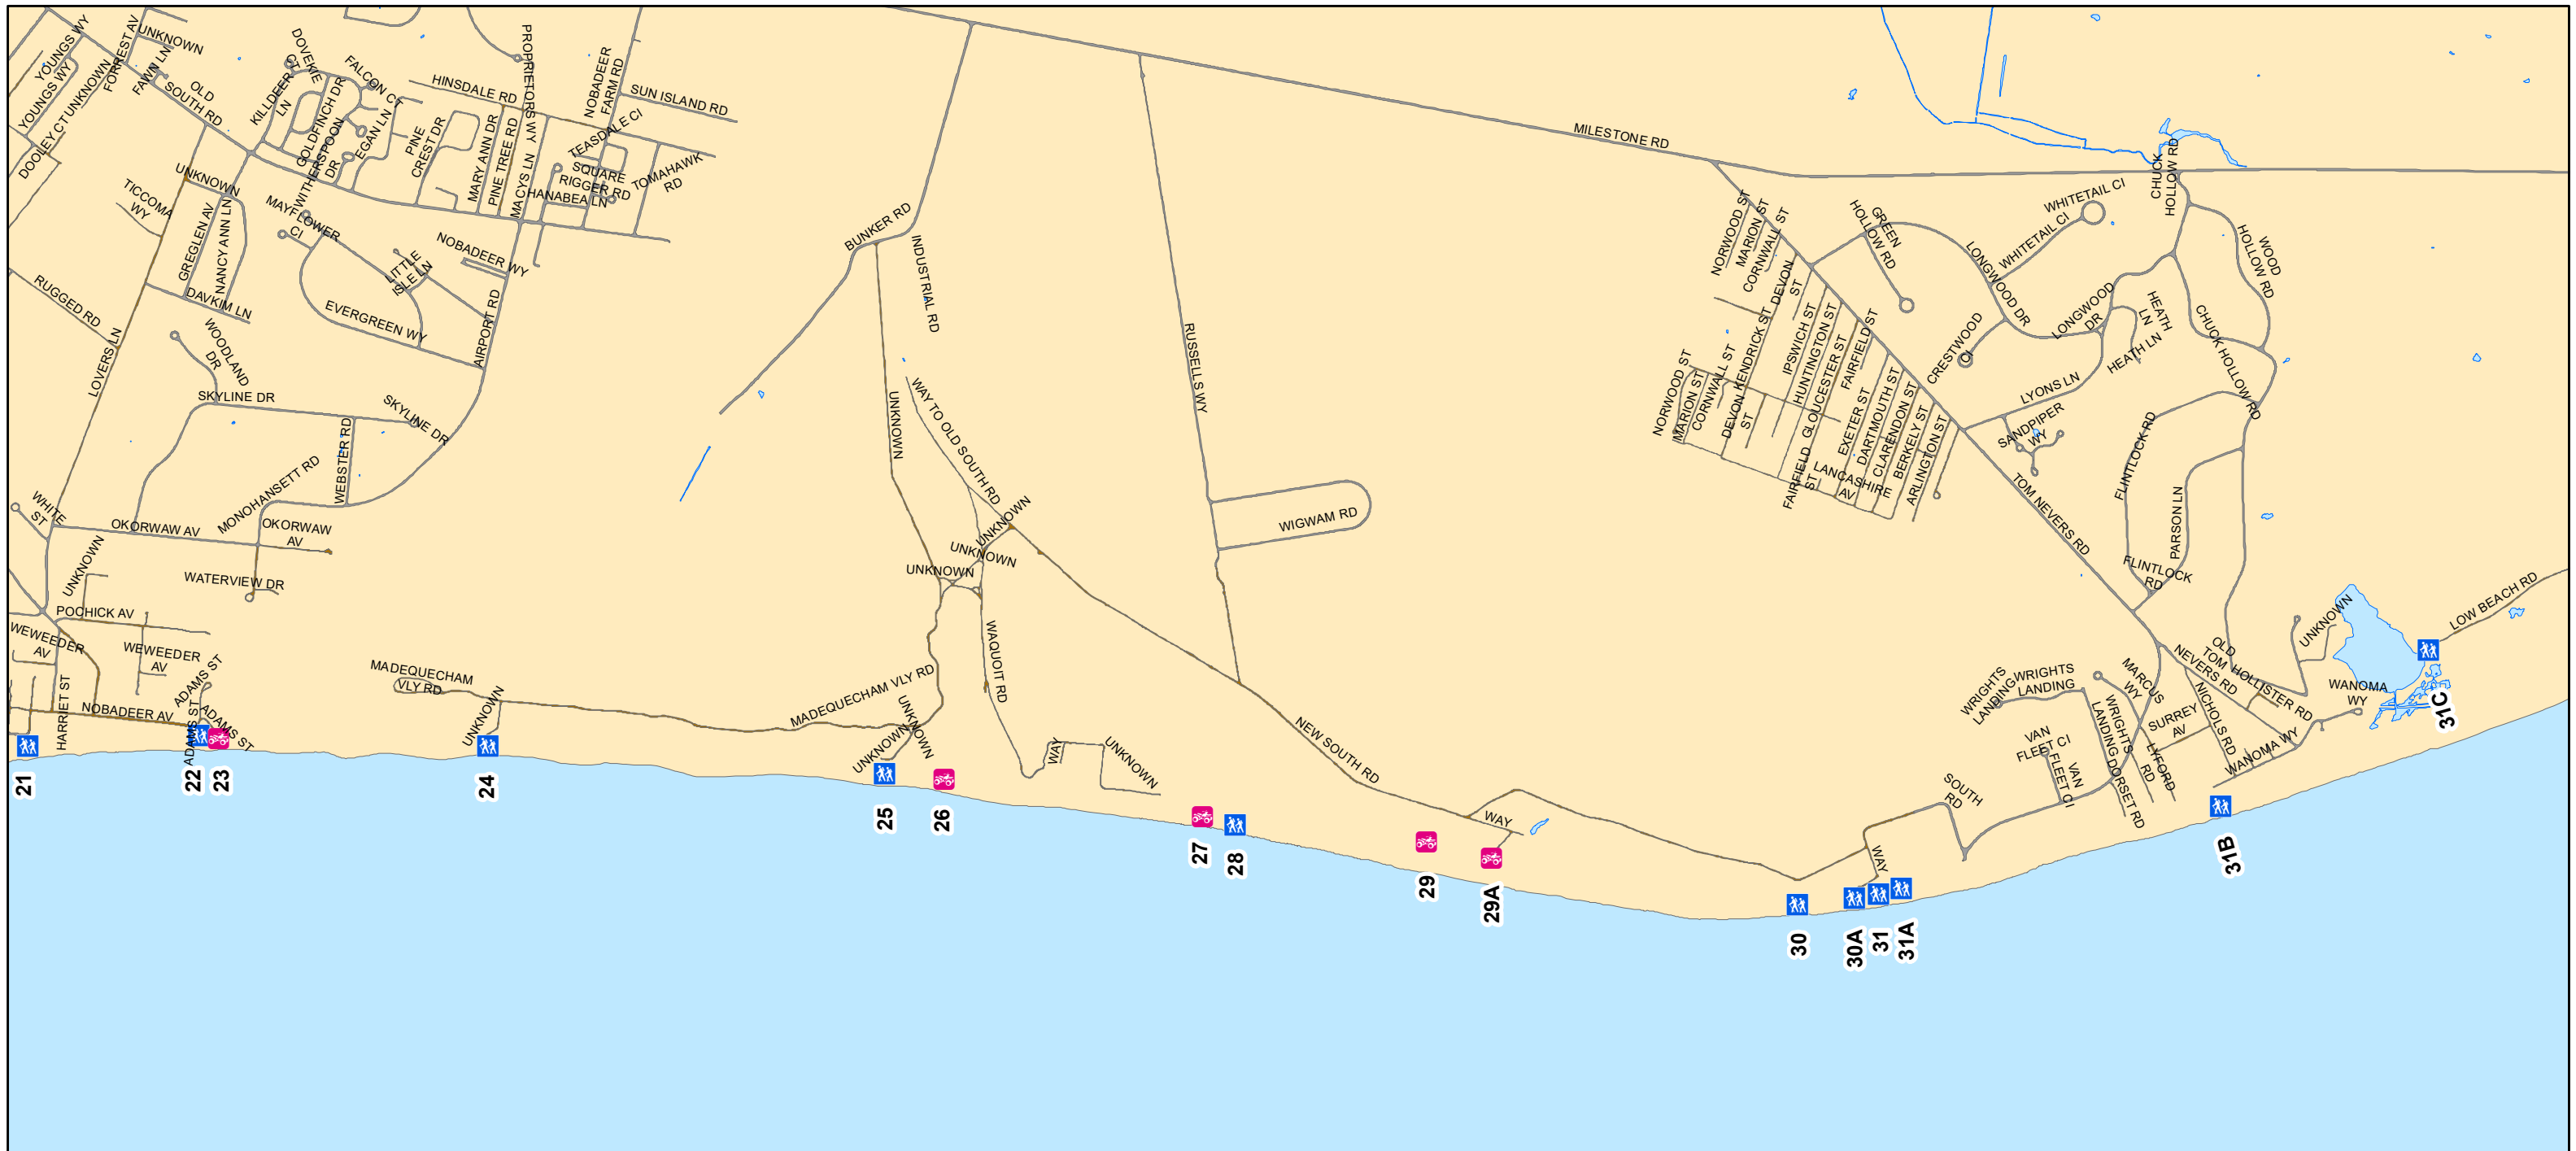 YOUNGS WY
YOUNGS
WY
DOOLEY CT
UNKNOWN
FORREST AV
UNKNOWN
FAWN LN
OLD
SOUTH RD
KILLDEER
LN
DOVEKIE
CT
FALCON CT
GOLDFINCH DR
WITHERSPOON
DR
EGAN LN
HINSDALE RD
PINE
CREST DR
MARY ANN DR
PINE TREE RD
PROPRIETORS WY
MACYS LN
NOBADEER
FARM RD
SUN ISLAND RD
TEASDALE CI
SQUARE
RIGGER RD
HANABEA LN
TOMAHAWK
RD
UNKNOWN
TICCOMA
WY
GREGLEN AV
NANCY ANN LN
MAYFLOWER
CI
LITTLE
ISLE LN
NOBADEER WY
RUGGED RD
DAVKIM LN
EVERGREEN WY
AIRPORT RD
LOVERS LN
WOODLAND
DR
SKYLINE DR
SKYLINE DR
WEBSTER RD
MONOHANSETT RD
WHITE
ST
OKORWAW AV
OKORWAW
AV
UNKNOWN
WATERVIEW DR
POCHICK AV
WEWEEDER
AV
WEWEEDER
AV
HARRIET ST
NOBADEER AV
ADAMS ST
ADAMS ST
ADAMS ST
MADEQUECHAM
VLY RD
UNKNOWN
MADEQUECHAM VLY RD
BUNKER RD
INDUSTRIAL RD
UNKNOWN
WAY TO OLD SOUTH RD
UNKNOWN
UNKNOWN
UNKNOWN
WAQUOIT RD
UNKNOWN
UNKNOWN
WAY
UNKNOWN
RUSSELLS WY
WIGWAM RD
NEW SOUTH RD
WAY
MILESTONE RD
NORWOOD ST
MARION ST
CORNWALL ST
DEVON
ST
KENDRICK ST
IPSWICH ST
HUNTINGTON ST
GLOUCESTER ST
FAIRFIELD ST
NORWOOD ST
MARION ST
CORNWALL ST
DEVON
ST
FAIRFIELD
ST
EXETER ST
DARTMOUTH ST
CLARENDON ST
BERKELY ST
ARLINGTON ST
LANCASHIRE
AV
GREEN
HOLLOW RD
LONGWOOD DR
WHITETAIL CI
WHITETAIL CI
CHUCK
HOLLOW RD
WOOD
HOLLOW RD
LONGWOOD
DR
HEATH
LN
HEATH LN
CHUCK HOLLOW RD
CRESTWOOD
CI
LYONS LN
SANDPIPER
WY
TOM NEVERS RD
FLINTLOCK RD
PARSON LN
FLINTLOCK
RD
LOW BEACH RD
UNKNOWN
OLD
TOM
NEVERS RD
HOLLISTER RD
WANOMA
WY
WANOMA WY
NICHOLS RD
MARCUS
WY
SURREY
AV
LYFORD
RD
WRIGHTS
LANDING
WRIGHTS
LANDING
WRIGHTS
LANDING
DORSET RD
VAN
FLEET CI
VAN
FLEET CI
SOUTH
RD
WAY
21
22
23
24
25
26
27
28
29
29A
30
30A
31
31A
31B
31C